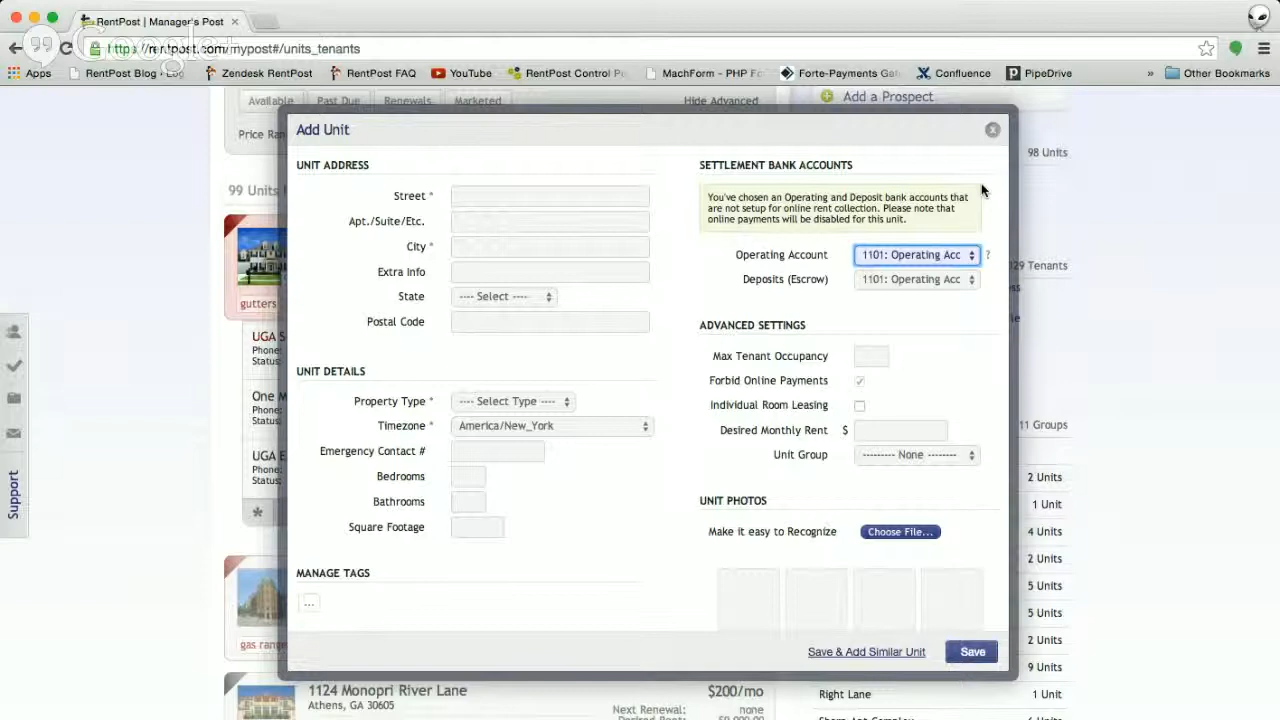 RentPost | Manager's Post
Google+
https://rentpost.com/mypost#/units_tenants
Apps
RentPost Blog
Zendesk RentPost
RentPost FAQ
YouTube
RentPost Control
MachForm - PHP
Forte-Payments
Confluence
PipeDrive
»
Other Bookmarks
Available
Past Due
Renewals
Marketed
Hide Advanced
Add a Prospect
Price
98 Units
99 Units
Add Unit
UNIT ADDRESS
Street *
Apt./Suite/Etc.
City *
Extra Info
State
---- Select ----
Postal Code
UNIT DETAILS
Property Type *
---- Select Type ----
Timezone *
America/New_York
Emergency Contact #
Bedrooms
Bathrooms
Square Footage
MANAGE TAGS
...
SETTLEMENT BANK ACCOUNTS
You've chosen an Operating and Deposit bank accounts that
are not setup for online rent collection. Please note that
online payments will be disabled for this unit.
Operating Account
1101: Operating Acc
?
Deposits (Escrow)
1101: Operating Acc
ADVANCED SETTINGS
Max Tenant Occupancy
Forbid Online Payments
Individual Room Leasing
Desired Monthly Rent
$
Unit Group
-------- None --------
UNIT PHOTOS
Make it easy to Recognize
Choose File...
Save & Add Similar Unit
Save
gutters
UGA
Phone:
Status:
One
Phone:
Status:
UGA
Phone:
Status:
*
gas
Support
Tenants
11 Groups
2 Units
1 Unit
4 Units
2 Units
5 Units
5 Units
2 Units
9 Units
Right Lane
1 Unit
1124 Monopri River Lane
Athens, GA 30605
$200/mo
Next Renewal:
none